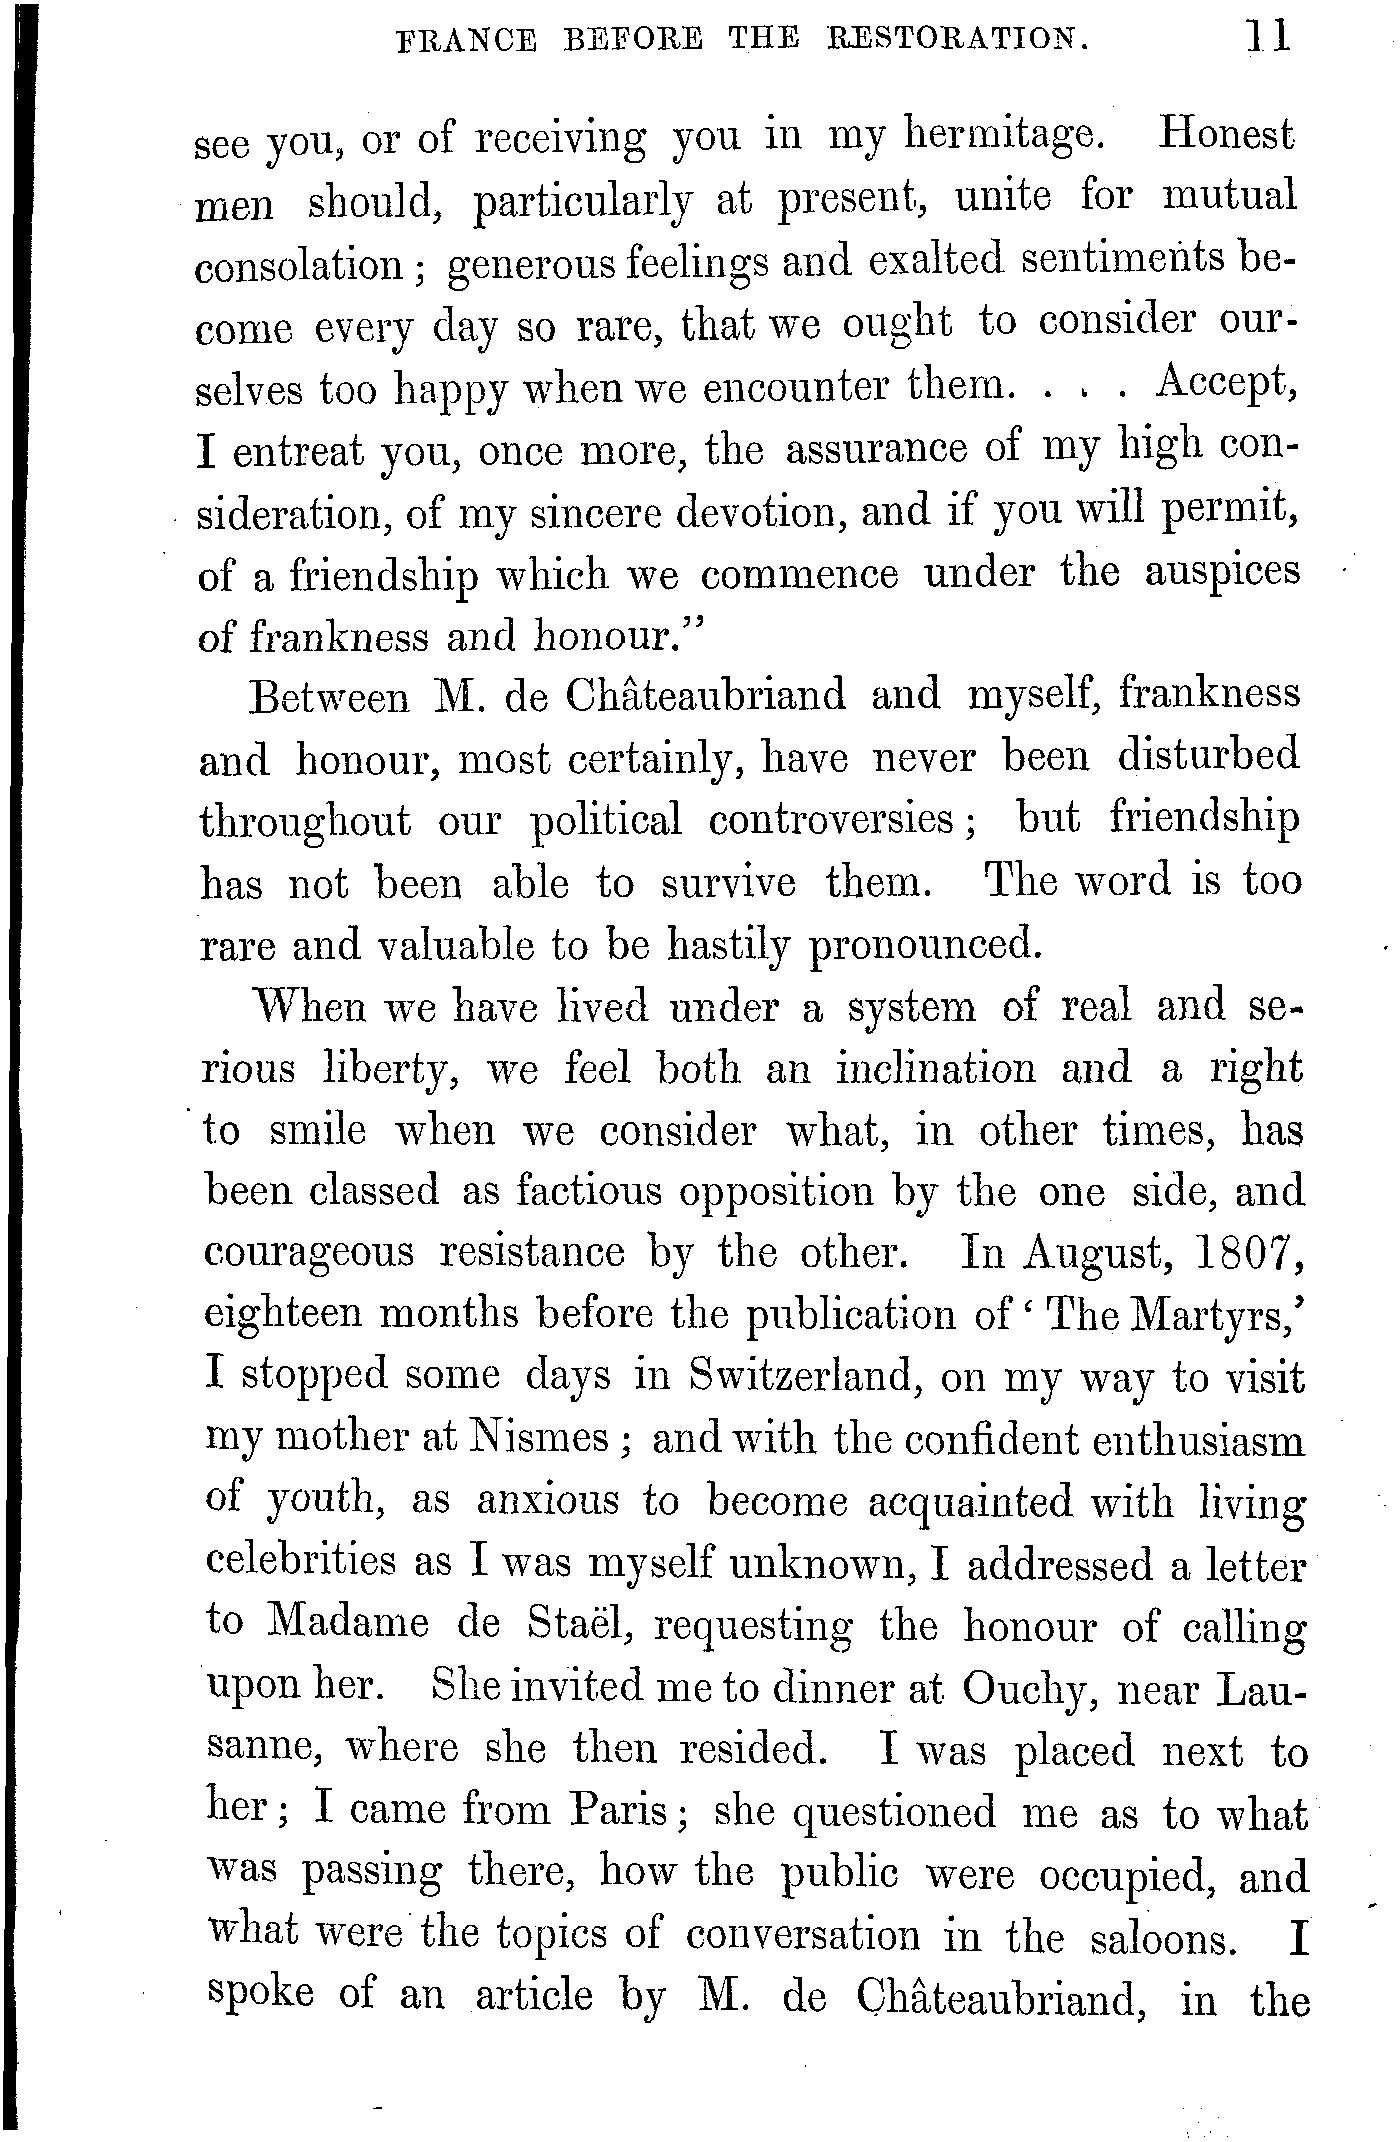 FRANCE BEFORE THE RESTORATION. 11
see you, or of receiving you in my hermitage. Honest
men should, particularly at present, unite for mutual
consolation ; generous feelings and exalted sentiments be-
come every day so rare, that we ought to consider our-
selves too happy when we encounter them. . . . Accept,
I entreat you, once more, the assurance of my high con-
sideration, of my sincere devotion, and if you will permit,
of a friendship which we commence under the auspices
of frankness and honour.”
Between M. de Châteaubriand and myself, frankness
and honour, most certainly, have never been disturbed
throughout our political controversies ; but friendship
has not been able to survive them. The word is too
rare and valuable to be hastily pronounced.
When we have lived under a system of real and se-
rious liberty, we feel both an inclination and a right
to smile when we consider what, in other times, has
been classed as factious opposition by the one side, and
courageous resistance by the other. In August, 1807,
eighteen months before the publication of ‘ The Martyrs,’
I stopped some days in Switzerland, on my way to visit
my mother at Nismes ; and with the confident enthusiasm
of youth, as anxious to become acquainted with living
celebrities as I was myself unknown, I addressed a letter
to Madame de Staël, requesting the honour of calling
upon her. She invited me to dinner at Ouchy, near Lau-
sanne, where she then resided. I was placed next to
her ; I came from Paris ; she questioned me as to what
was passing there, how the public were occupied, and
what were the topics of conversation in the saloons. I
spoke of an article by M. de Châteaubriand, in the